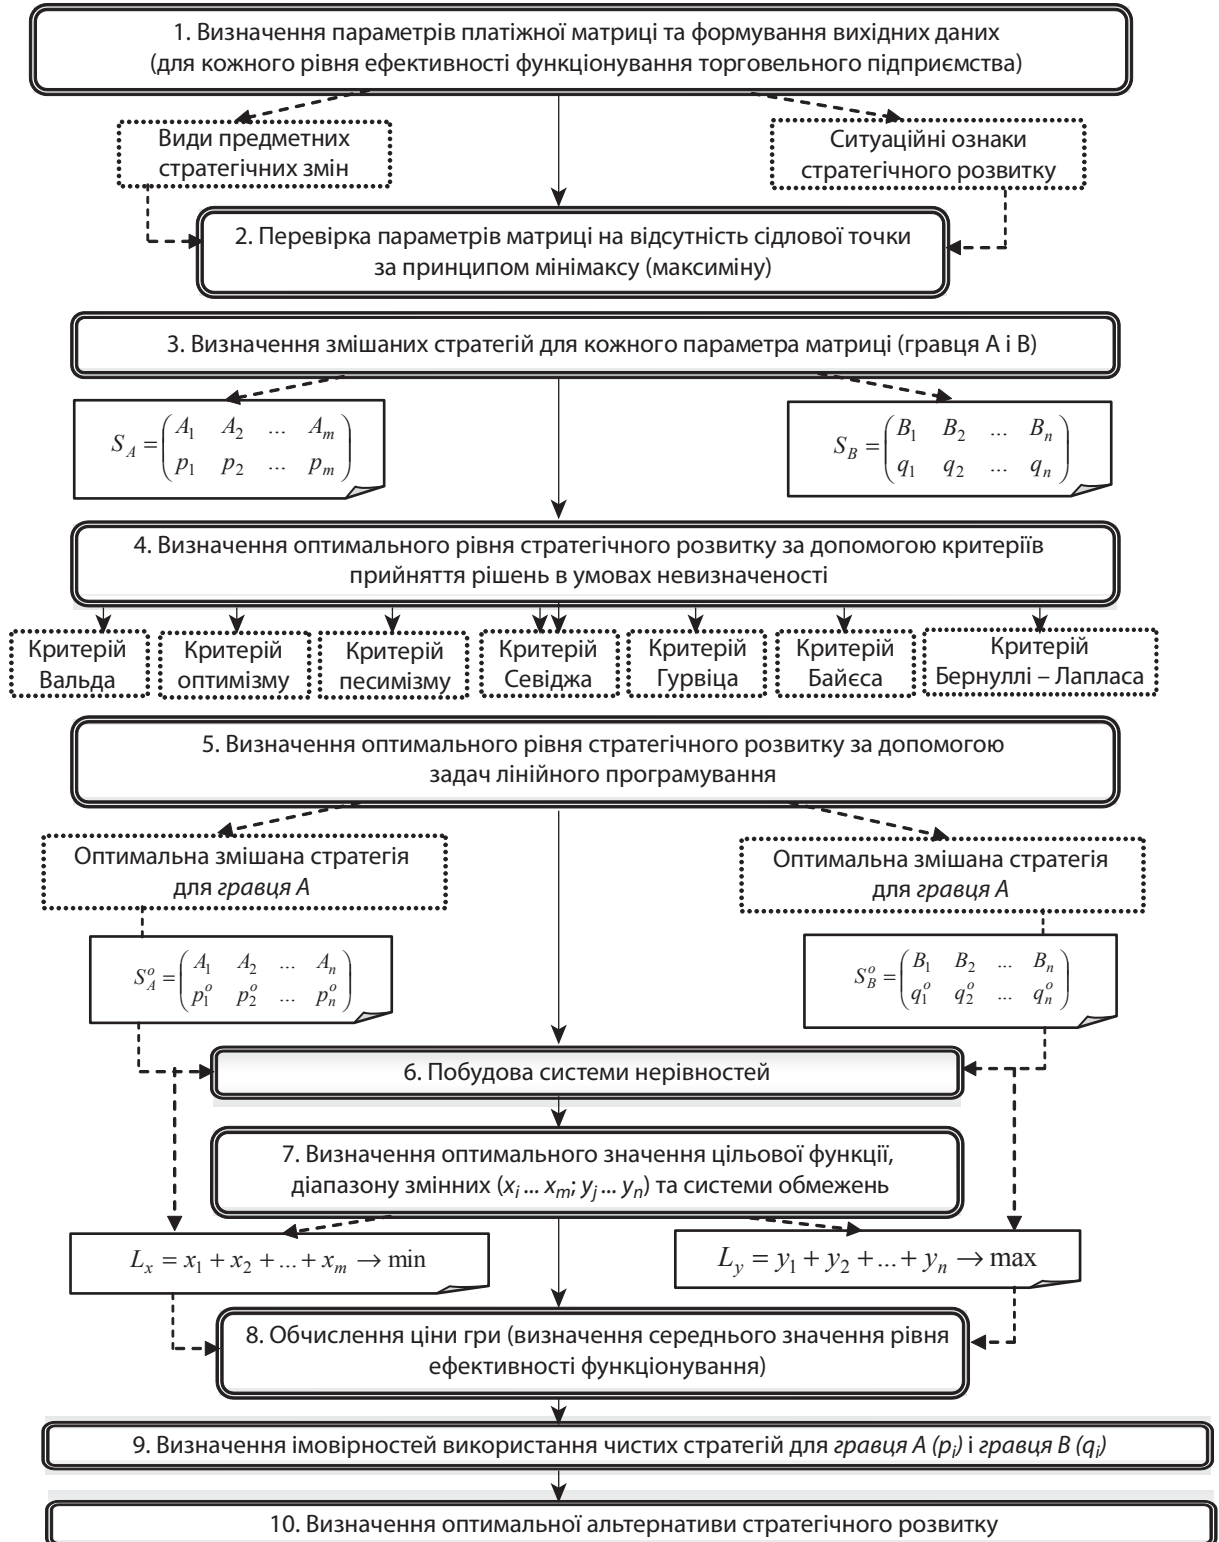 1. Визначення параметрів платіжної матриці та формування вихідних даних
(для кожного рівня ефективності функціонування торговельного підприємства)
Види предметних
стратегічних змін
Ситуаційні ознаки
стратегічного розвитку
2. Перевірка параметрів матриці на відсутність сідлової точки
за принципом мінімаксу (максиміну)
3. Визначення змішаних стратегій для кожного параметра матриці (гравця А і В)
S_A = (A_1 A_2 ... A_m
p_1 p_2 ... p_m)
S_B = (B_1 B_2 ... B_n
q_1 q_2 ... q_n)
4. Визначення оптимального рівня стратегічного розвитку за допомогою критеріїв
прийняття рішень в умовах невизначеності
Критерій
Вальда
Критерій
оптимізму
Критерій
песимізму
Критерій
Севіджа
Критерій
Гурвіца
Критерій
Байєса
Критерій
Бернуллі – Лапласа
5. Визначення оптимального рівня стратегічного розвитку за допомогою
задач лінійного програмування
Оптимальна змішана стратегія
для гравця А
Оптимальна змішана стратегія
для гравця А
S_A^o = (A_1 A_2 ... A_n
p_1^o p_2^o ... p_n^o)
S_B^o = (B_1 B_2 ... B_n
q_1^o q_2^o ... q_n^o)
6. Побудова системи нерівностей
7. Визначення оптимального значення цільової функції,
діапазону змінних (x_i ... x_m; y_j ... y_n) та системи обмежень
L_x = x_1 + x_2 + ... + x_m → min
L_y = y_1 + y_2 + ... + y_n → max
8. Обчислення ціни гри (визначення середнього значення рівня
ефективності функціонування)
9. Визначення імовірностей використання чистих стратегій для гравця А (p_i) і гравця В (q_i)
10. Визначення оптимальної альтернативи стратегічного розвитку